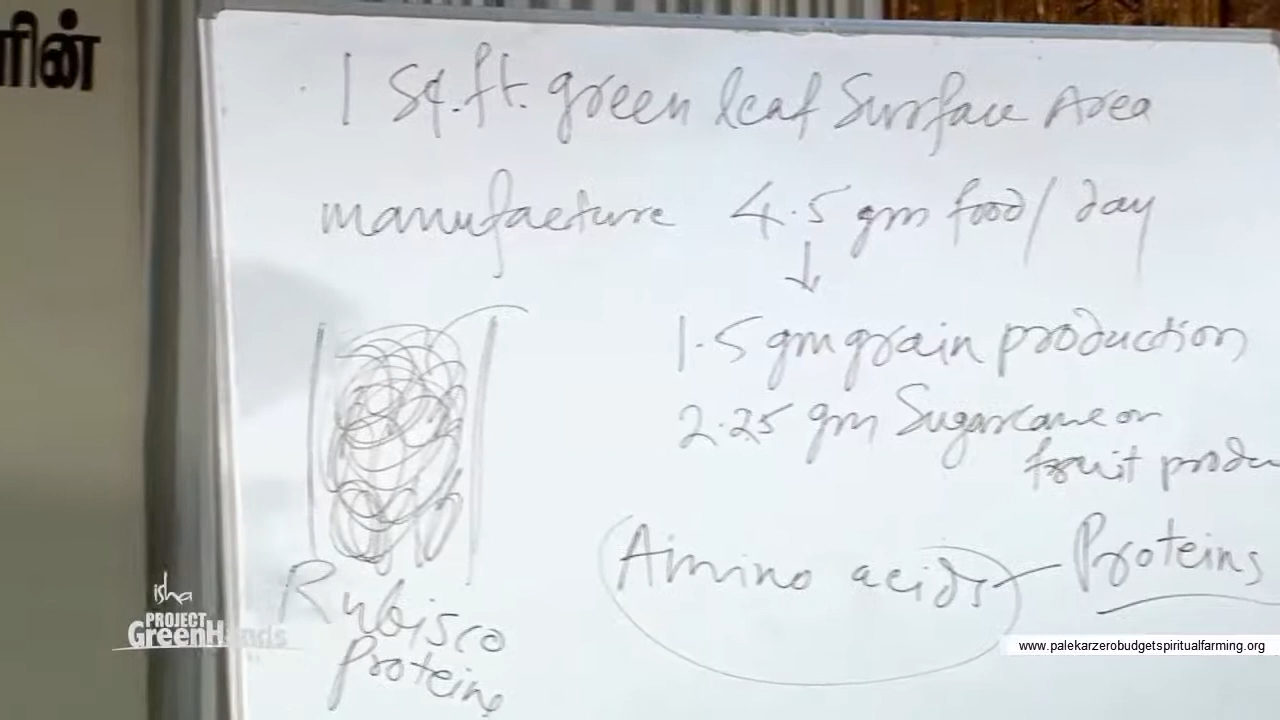 ரின்
1 Sq.ft. green leaf Surface Area
manufacture 4.5 gm food/day
↓
1.5 gm grain production
2.25 gm Sugarcane or
fruit produ
Amino acids — Proteins
Rubisco
Proteins
isha
PROJECT
GreenHands
www.palekarzerobudgetspiritualfarming.org